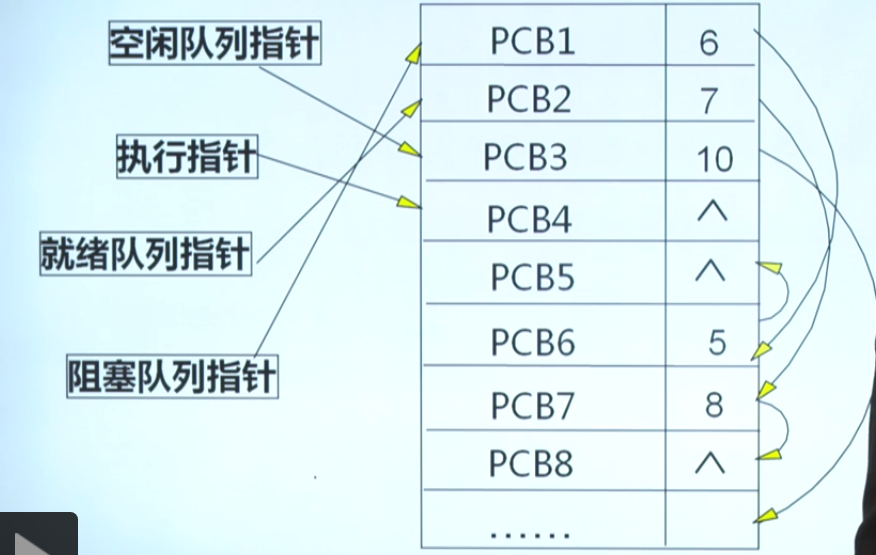 空闲队列指针
执行指针
就绪队列指针
阻塞队列指针
PCB1 6
PCB2 7
PCB3 10
PCB4 ^
PCB5 ^
PCB6 5
PCB7 8
PCB8 ^
......